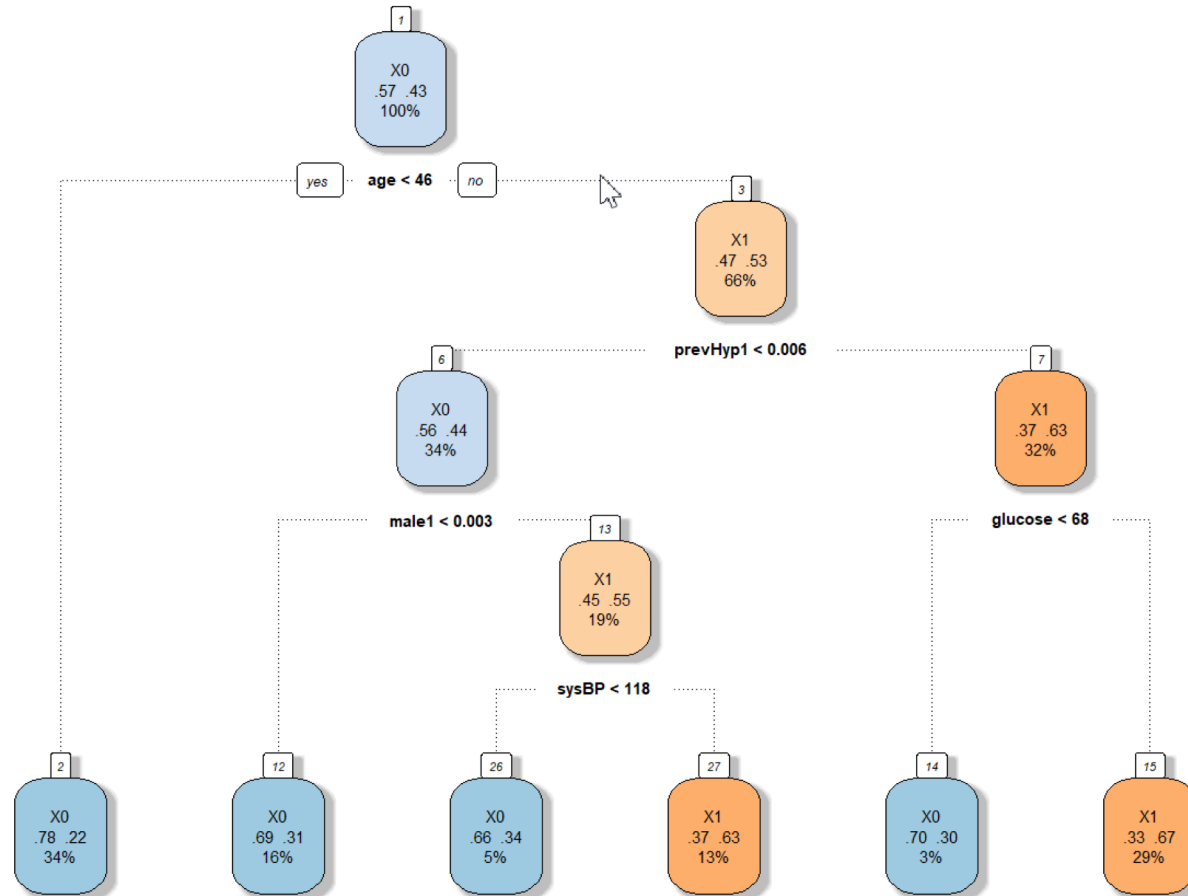 1
X0
.57 .43
100%
yes age < 46 no
3
X1
.47 .53
66%
prevHyp1 < 0.006
6
X0
.56 .44
34%
7
X1
.37 .63
32%
male1 < 0.003
glucose < 68
13
X1
.45 .55
19%
sysBP < 118
2
X0
.78 .22
34%
12
X0
.69 .31
16%
26
X0
.66 .34
5%
27
X1
.37 .63
13%
14
X0
.70 .30
3%
15
X1
.33 .67
29%